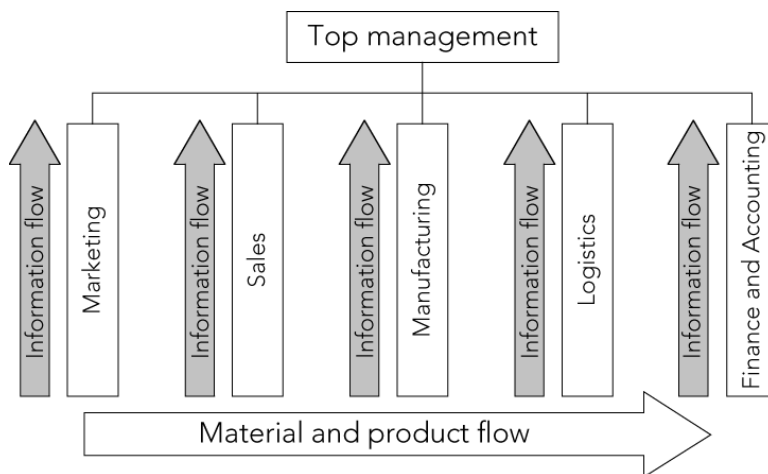 Top management
Information flow
Marketing
Information flow
Sales
Information flow
Manufacturing
Information flow
Logistics
Information flow
Finance and Accounting
Material and product flow